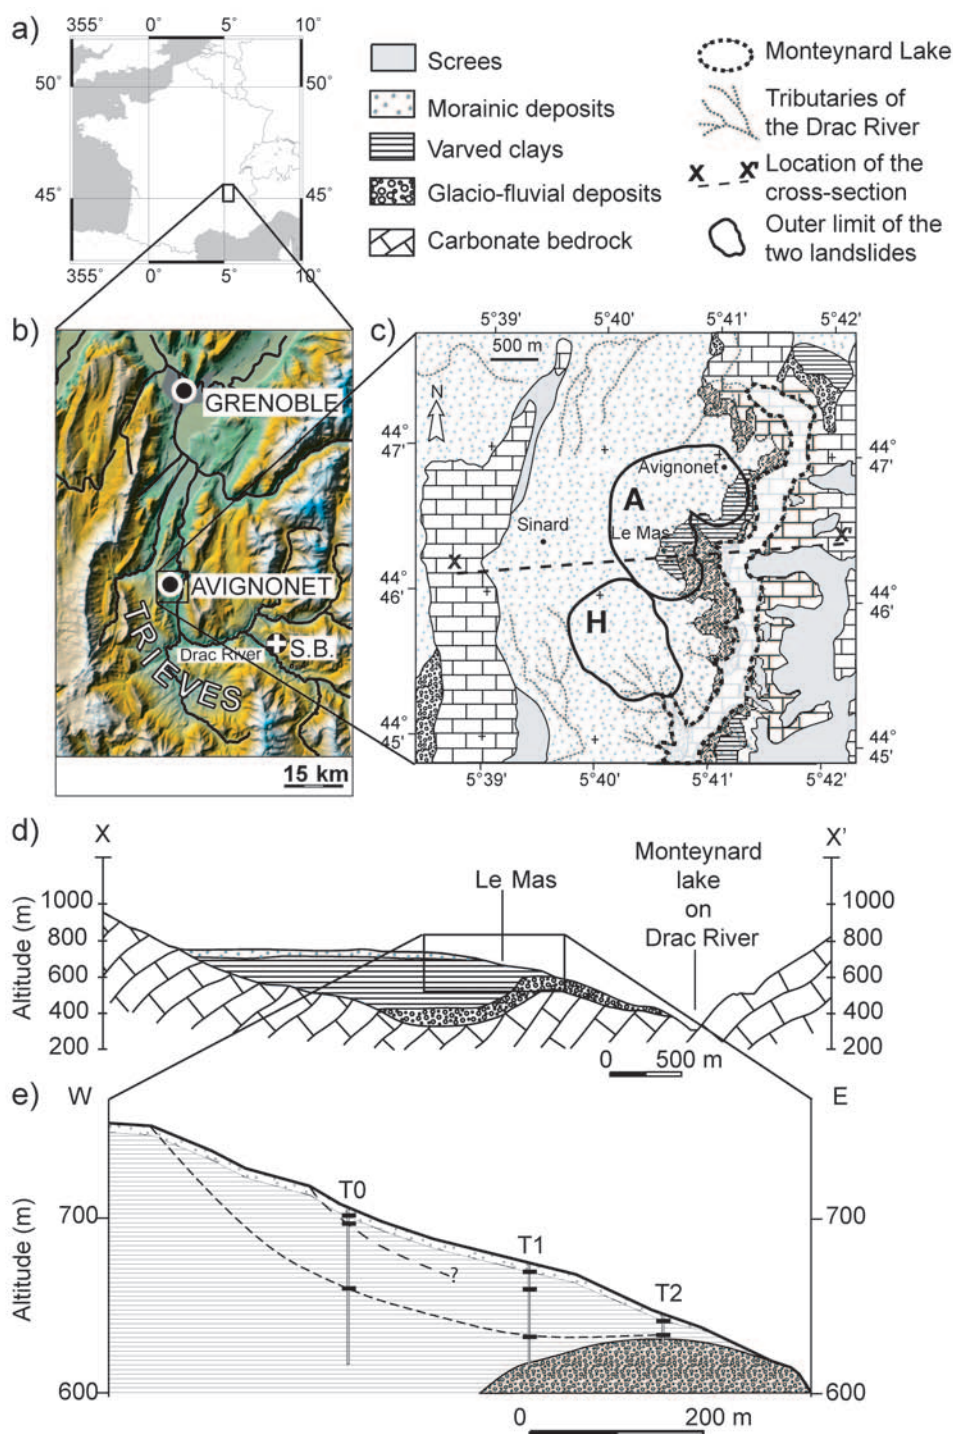 a)
355° 0° 5° 10°
50° 50°
45° 45°
355° 0° 5° 10°
Screes
Morainic deposits
Varved clays
Glacio-fluvial deposits
Carbonate bedrock
Monteynard Lake
Tributaries of
the Drac River
X X' Location of the
cross-section
Outer limit of the
two landslides
b)
GRENOBLE
AVIGNONET
TRIEVES
Drac River
S.B.
15 km
c)
5°39' 5°40' 5°41' 5°42'
500 m
N
44°
47'
44°
47'
Avignonet
A
Sinard
Le Mas
X
X'
44°
46'
44°
46'
H
44°
45'
44°
45'
5°39' 5°40' 5°41' 5°42'
d)
X
X'
Altitude (m)
1000
800
600
400
200
Le Mas
Monteynard
lake
on
Drac River
1000
800
600
400
200
0 500 m
e)
W
E
Altitude (m)
700
600
T0
T1
T2
?
700
600
0 200 m